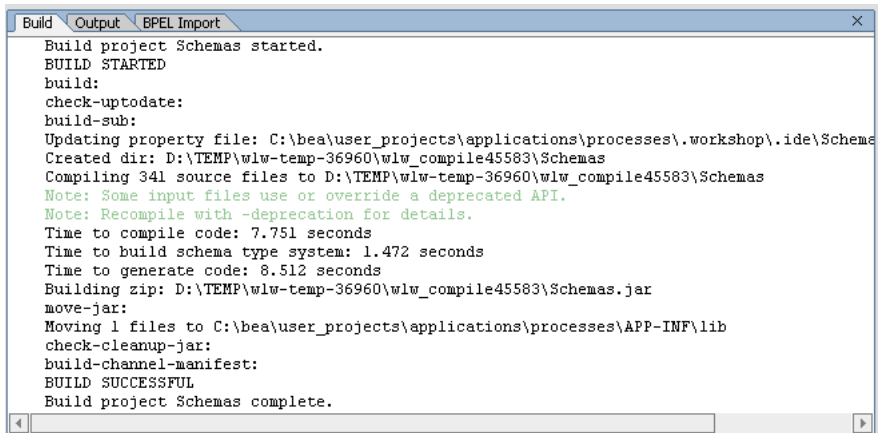 Build Output BPEL Import
Build project Schemas started.
BUILD STARTED
build:
check-uptodate:
build-sub:
Updating property file: C:\bea\user_projects\applications\processes\.workshop\.ide\Schema
Created dir: D:\TEMP\wlw-temp-36960\wlw_compile45583\Schemas
Compiling 341 source files to D:\TEMP\wlw-temp-36960\wlw_compile45583\Schemas
Note: Some input files use or override a deprecated API.
Note: Recompile with -deprecation for details.
Time to compile code: 7.751 seconds
Time to build schema type system: 1.472 seconds
Time to generate code: 8.512 seconds
Building zip: D:\TEMP\wlw-temp-36960\wlw_compile45583\Schemas.jar
move-jar:
Moving 1 files to C:\bea\user_projects\applications\processes\APP-INF\lib
check-cleanup-jar:
build-channel-manifest:
BUILD SUCCESSFUL
Build project Schemas complete.